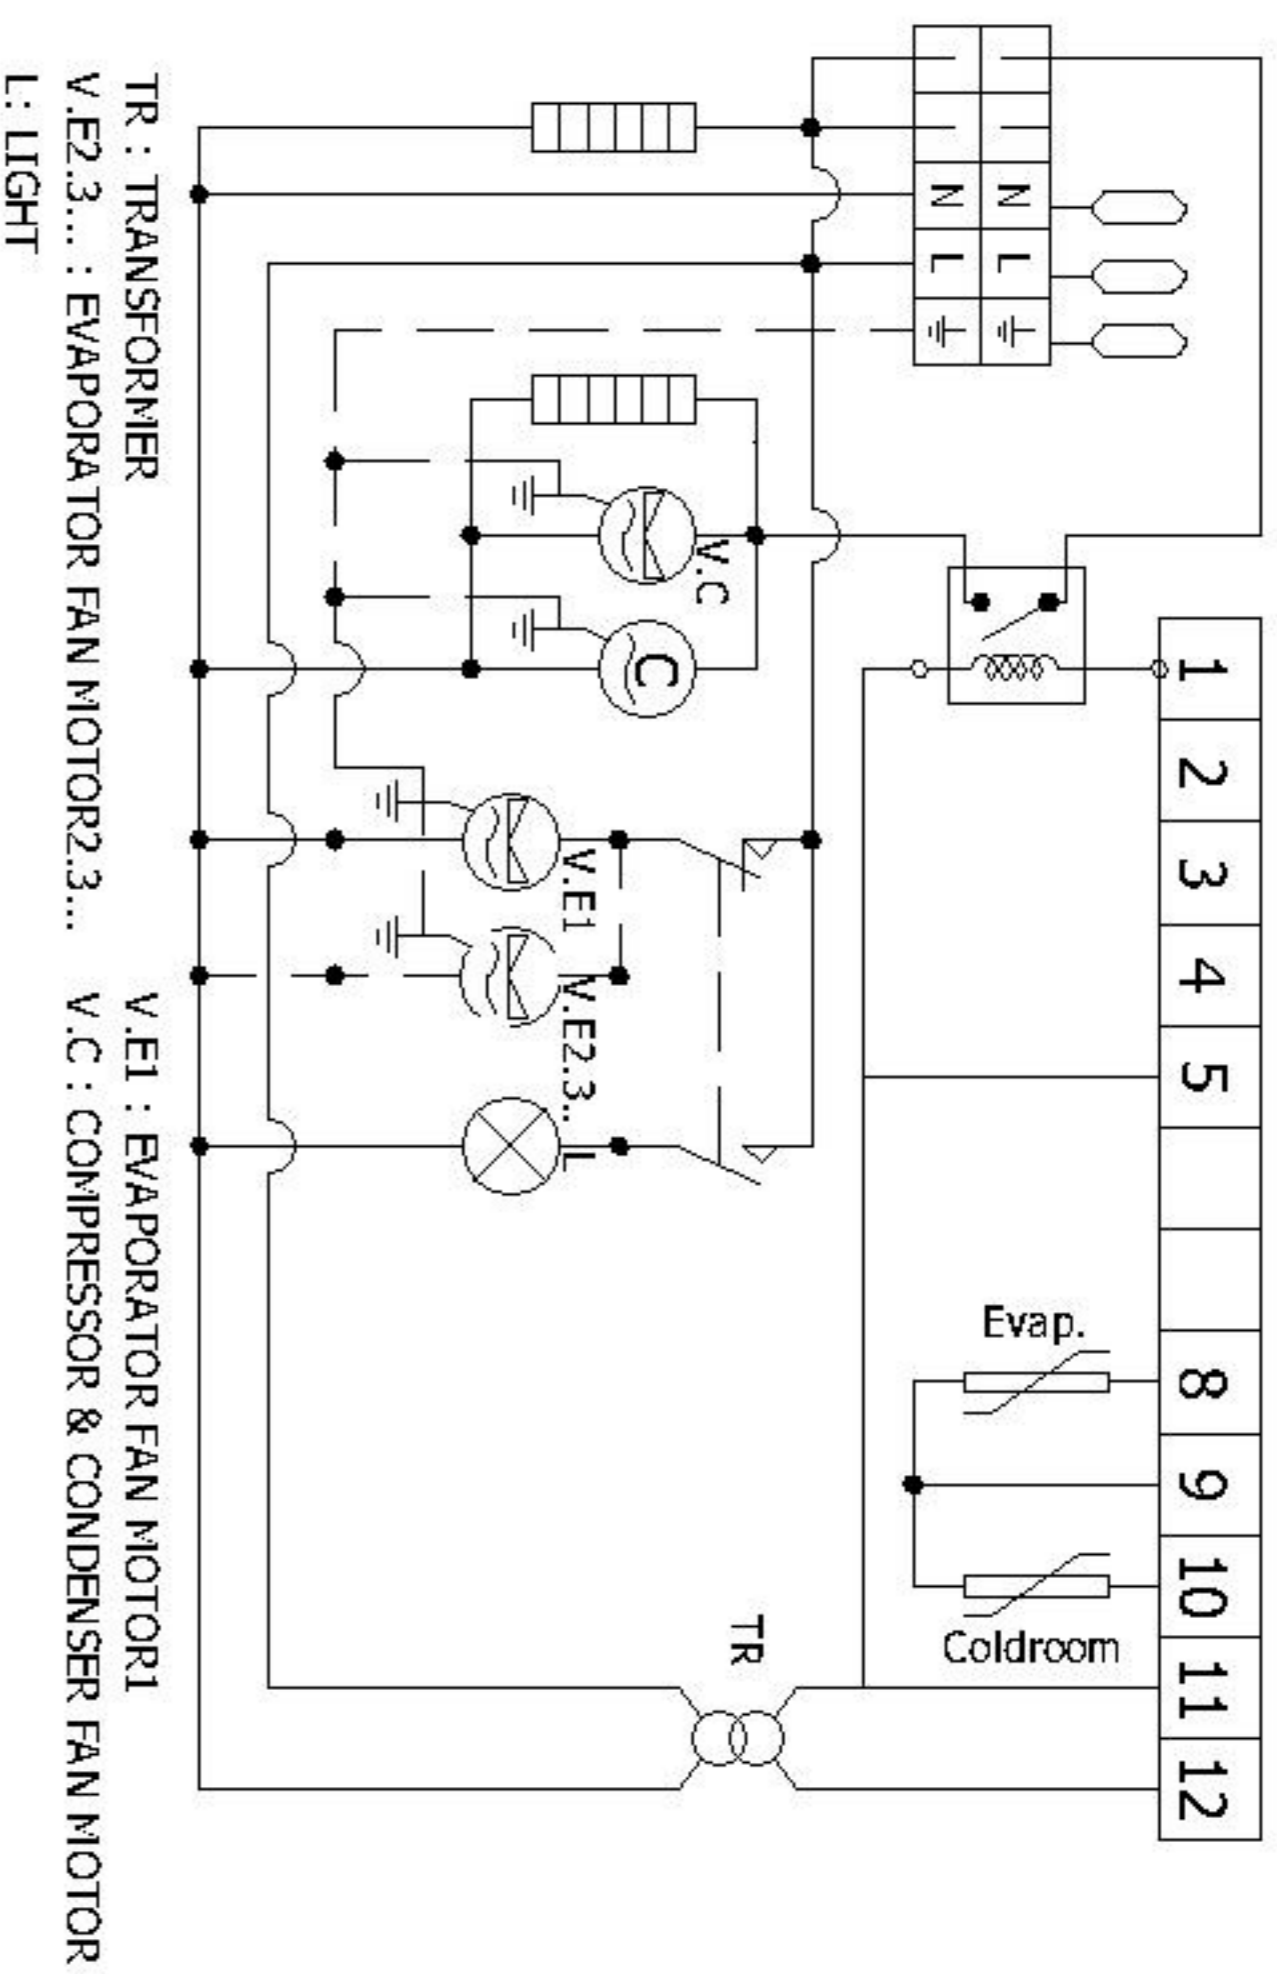 1 2 3 4 5 8 9 10 11 12
Evap.
Coldroom
N L
N L
TR
V.C
C
V.E1
V.E2.3..
L
TR : TRANSFORMER
V.E1 : EVAPORATOR FAN MOTOR1
V.E2.3... : EVAPORATOR FAN MOTOR2.3...
V.C : COMPRESSOR & CONDENSER FAN MOTOR
L: LIGHT